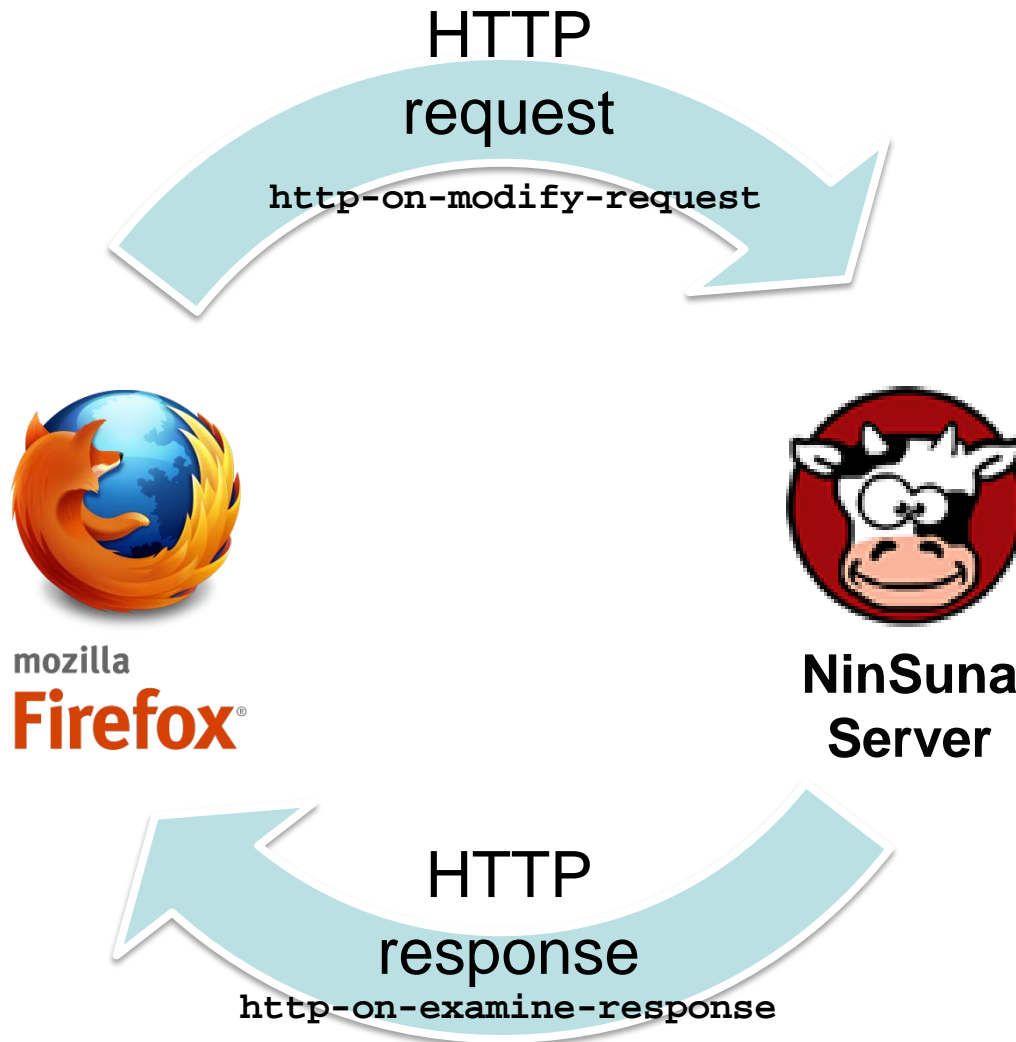 HTTP
request
http-on-modify-request
mozilla
Firefox®
NinSuna
Server
HTTP
response
http-on-examine-response